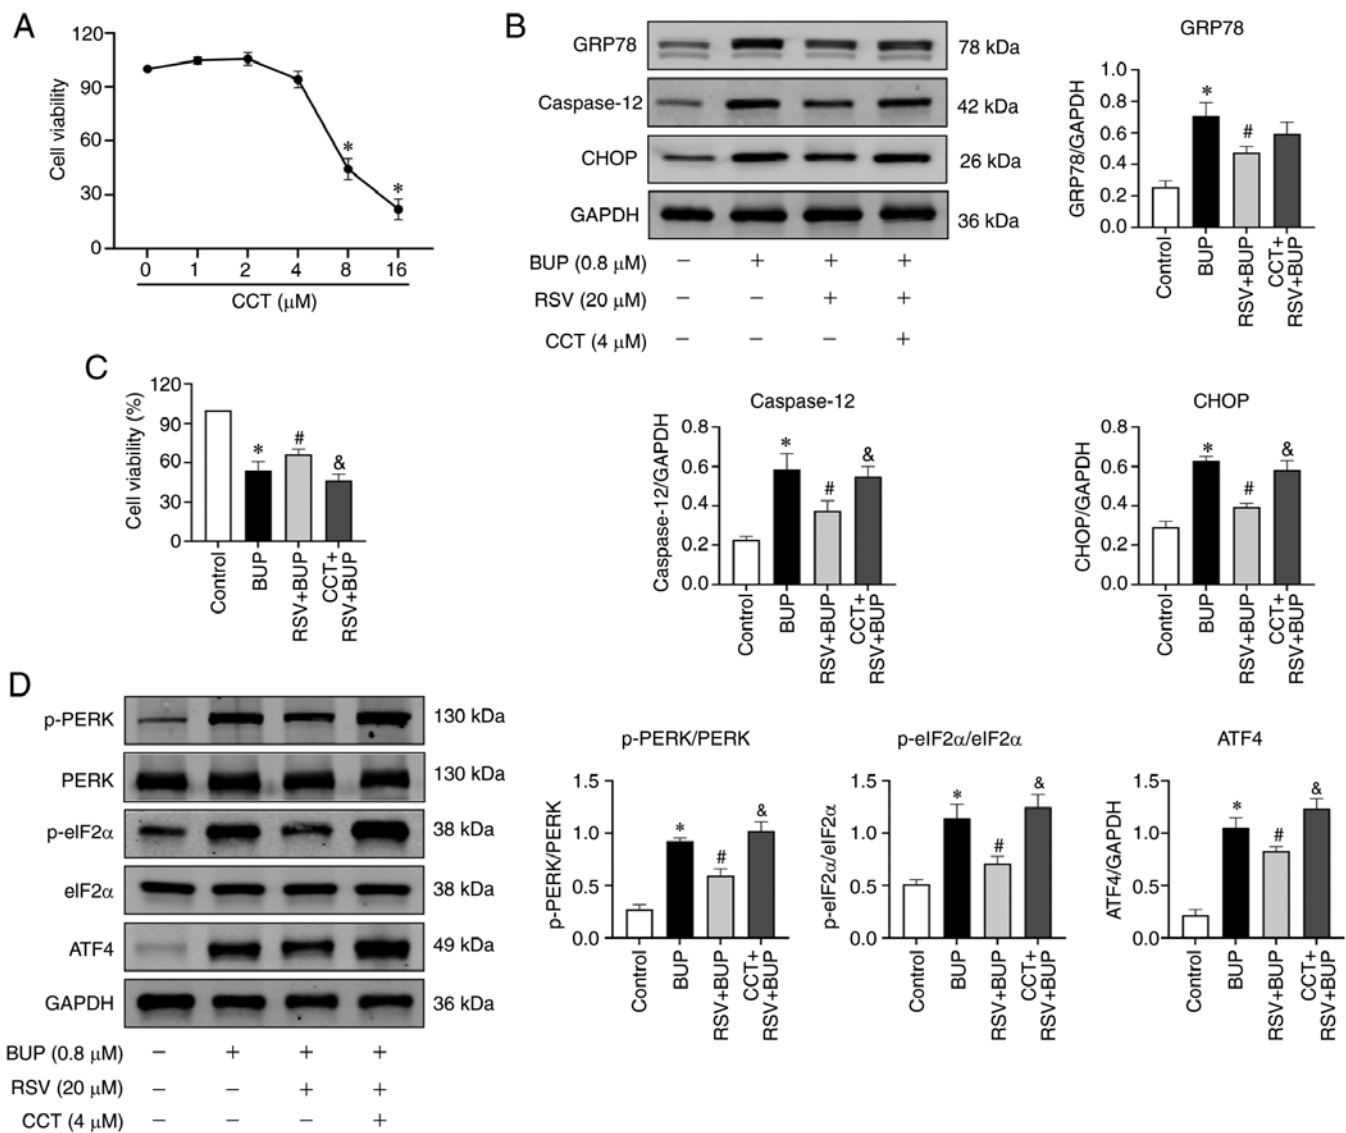 A
120
90
60
30
0
Cell viability
*
*
0 1 2 4 8 16
CCT (µM)
B
GRP78 78 kDa
Caspase-12 42 kDa
CHOP 26 kDa
GAPDH 36 kDa
BUP (0.8 µM) − + + +
RSV (20 µM) − − + +
CCT (4 µM) − − − +
GRP78
1.0
0.8
0.6
0.4
0.2
0.0
GRP78/GAPDH
*
#
Control
BUP
RSV+BUP
CCT+
RSV+BUP
C
120
90
60
30
0
Cell viability (%)
*
#
&
Control
BUP
RSV+BUP
CCT+
RSV+BUP
Caspase-12
0.8
0.6
0.4
0.2
0.0
Caspase-12/GAPDH
*
#
&
Control
BUP
RSV+BUP
CCT+
RSV+BUP
CHOP
0.8
0.6
0.4
0.2
0.0
CHOP/GAPDH
*
#
&
Control
BUP
RSV+BUP
CCT+
RSV+BUP
D
p-PERK 130 kDa
PERK 130 kDa
p-eIF2α 38 kDa
eIF2α 38 kDa
ATF4 49 kDa
GAPDH 36 kDa
BUP (0.8 µM) − + + +
RSV (20 µM) − − + +
CCT (4 µM) − − − +
p-PERK/PERK
1.5
1.0
0.5
0.0
p-PERK/PERK
*
#
&
Control
BUP
RSV+BUP
CCT+
RSV+BUP
p-eIF2α/eIF2α
1.5
1.0
0.5
0.0
p-eIF2α/eIF2α
*
#
&
Control
BUP
RSV+BUP
CCT+
RSV+BUP
ATF4
1.5
1.0
0.5
0.0
ATF4/GAPDH
*
#
&
Control
BUP
RSV+BUP
CCT+
RSV+BUP